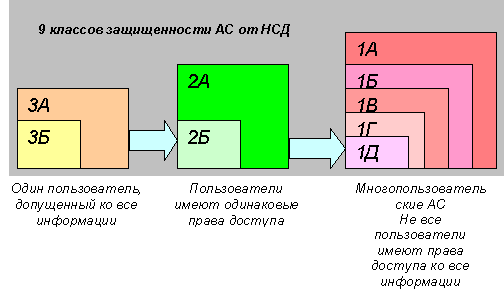 9 классов защищенности АС от НСД
3А
3Б
2А
2Б
1А
1Б
1В
1Г
1Д
Один пользователь,
допущенный ко все
информации
Пользователи
имеют одинаковые
права доступа
Многопользователь
ские АС
Не все
пользователи
имеют права
доступа ко все
информации